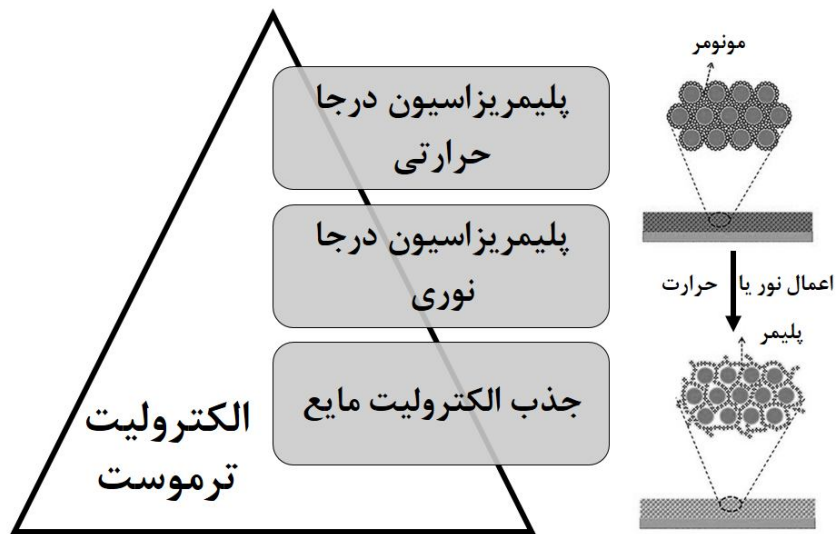 پلیمریزاسیون درجا
حرارتی
پلیمریزاسیون درجا
نوری
جذب الکترولیت مایع
الکترولیت
ترموست
مونومر
اعمال نور یا حرارت
پلیمر